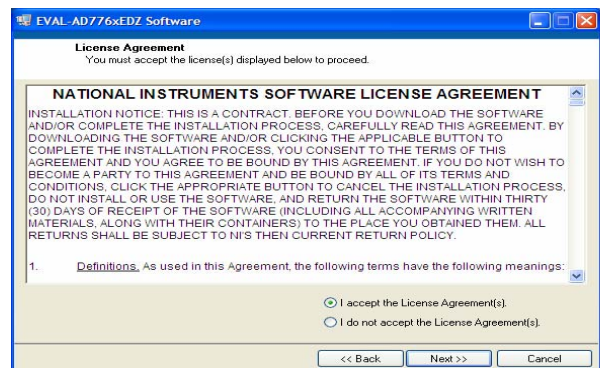 EVAL-AD776xEDZ Software
License Agreement
You must accept the license(s) displayed below to proceed.
NATIONAL INSTRUMENTS SOFTWARE LICENSE AGREEMENT
INSTALLATION NOTICE: THIS IS A CONTRACT. BEFORE YOU DOWNLOAD THE SOFTWARE
AND/OR COMPLETE THE INSTALLATION PROCESS, CAREFULLY READ THIS AGREEMENT. BY
DOWNLOADING THE SOFTWARE AND/OR CLICKING THE APPLICABLE BUTTON TO
COMPLETE THE INSTALLATION PROCESS, YOU CONSENT TO THE TERMS OF THIS
AGREEMENT AND YOU AGREE TO BE BOUND BY THIS AGREEMENT. IF YOU DO NOT WISH TO
BECOME A PARTY TO THIS AGREEMENT AND BE BOUND BY ALL OF ITS TERMS AND
CONDITIONS, CLICK THE APPROPRIATE BUTTON TO CANCEL THE INSTALLATION PROCESS,
DO NOT INSTALL OR USE THE SOFTWARE, AND RETURN THE SOFTWARE WITHIN THIRTY
(30) DAYS OF RECEIPT OF THE SOFTWARE (INCLUDING ALL ACCOMPANYING WRITTEN
MATERIALS, ALONG WITH THEIR CONTAINERS) TO THE PLACE YOU OBTAINED THEM. ALL
RETURNS SHALL BE SUBJECT TO NI'S THEN CURRENT RETURN POLICY.
1. Definitions. As used in this Agreement, the following terms have the following meanings:
I accept the License Agreement(s).
I do not accept the License Agreement(s).
<< Back Next >> Cancel